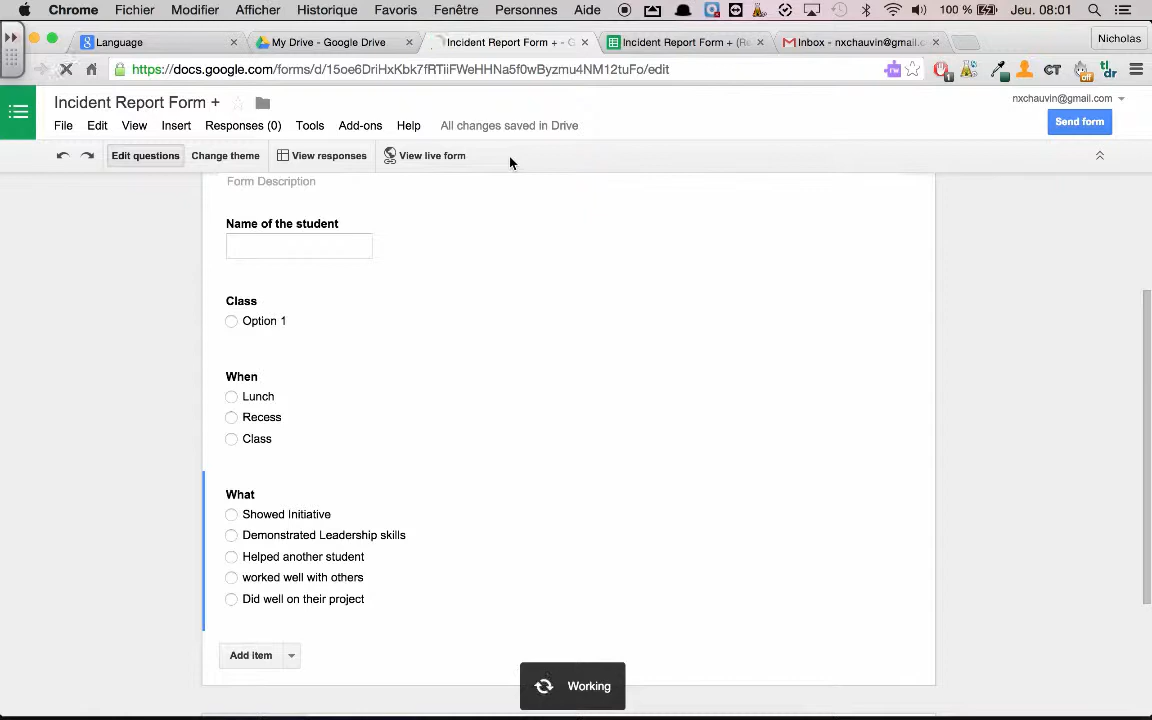 Chrome Fichier Modifier Afficher Historique Favoris Fenêtre Personnes Aide 100 % Jeu. 08:01
Language My Drive - Google Drive Incident Report Form + - G Incident Report Form + (Re Inbox - nxchauvin@gmail.c Nicholas
https://docs.google.com/forms/d/15oe6DriHxKbk7fRTiiFWeHHNa5f0wByzmu4NM12tuFo/edit CT off tl;dr
Incident Report Form + nxchauvin@gmail.com
File Edit View Insert Responses (0) Tools Add-ons Help All changes saved in Drive Send form
Edit questions Change theme View responses View live form
Form Description
Name of the student
Class
Option 1
When
Lunch
Recess
Class
What
Showed Initiative
Demonstrated Leadership skills
Helped another student
worked well with others
Did well on their project
Add item
Working